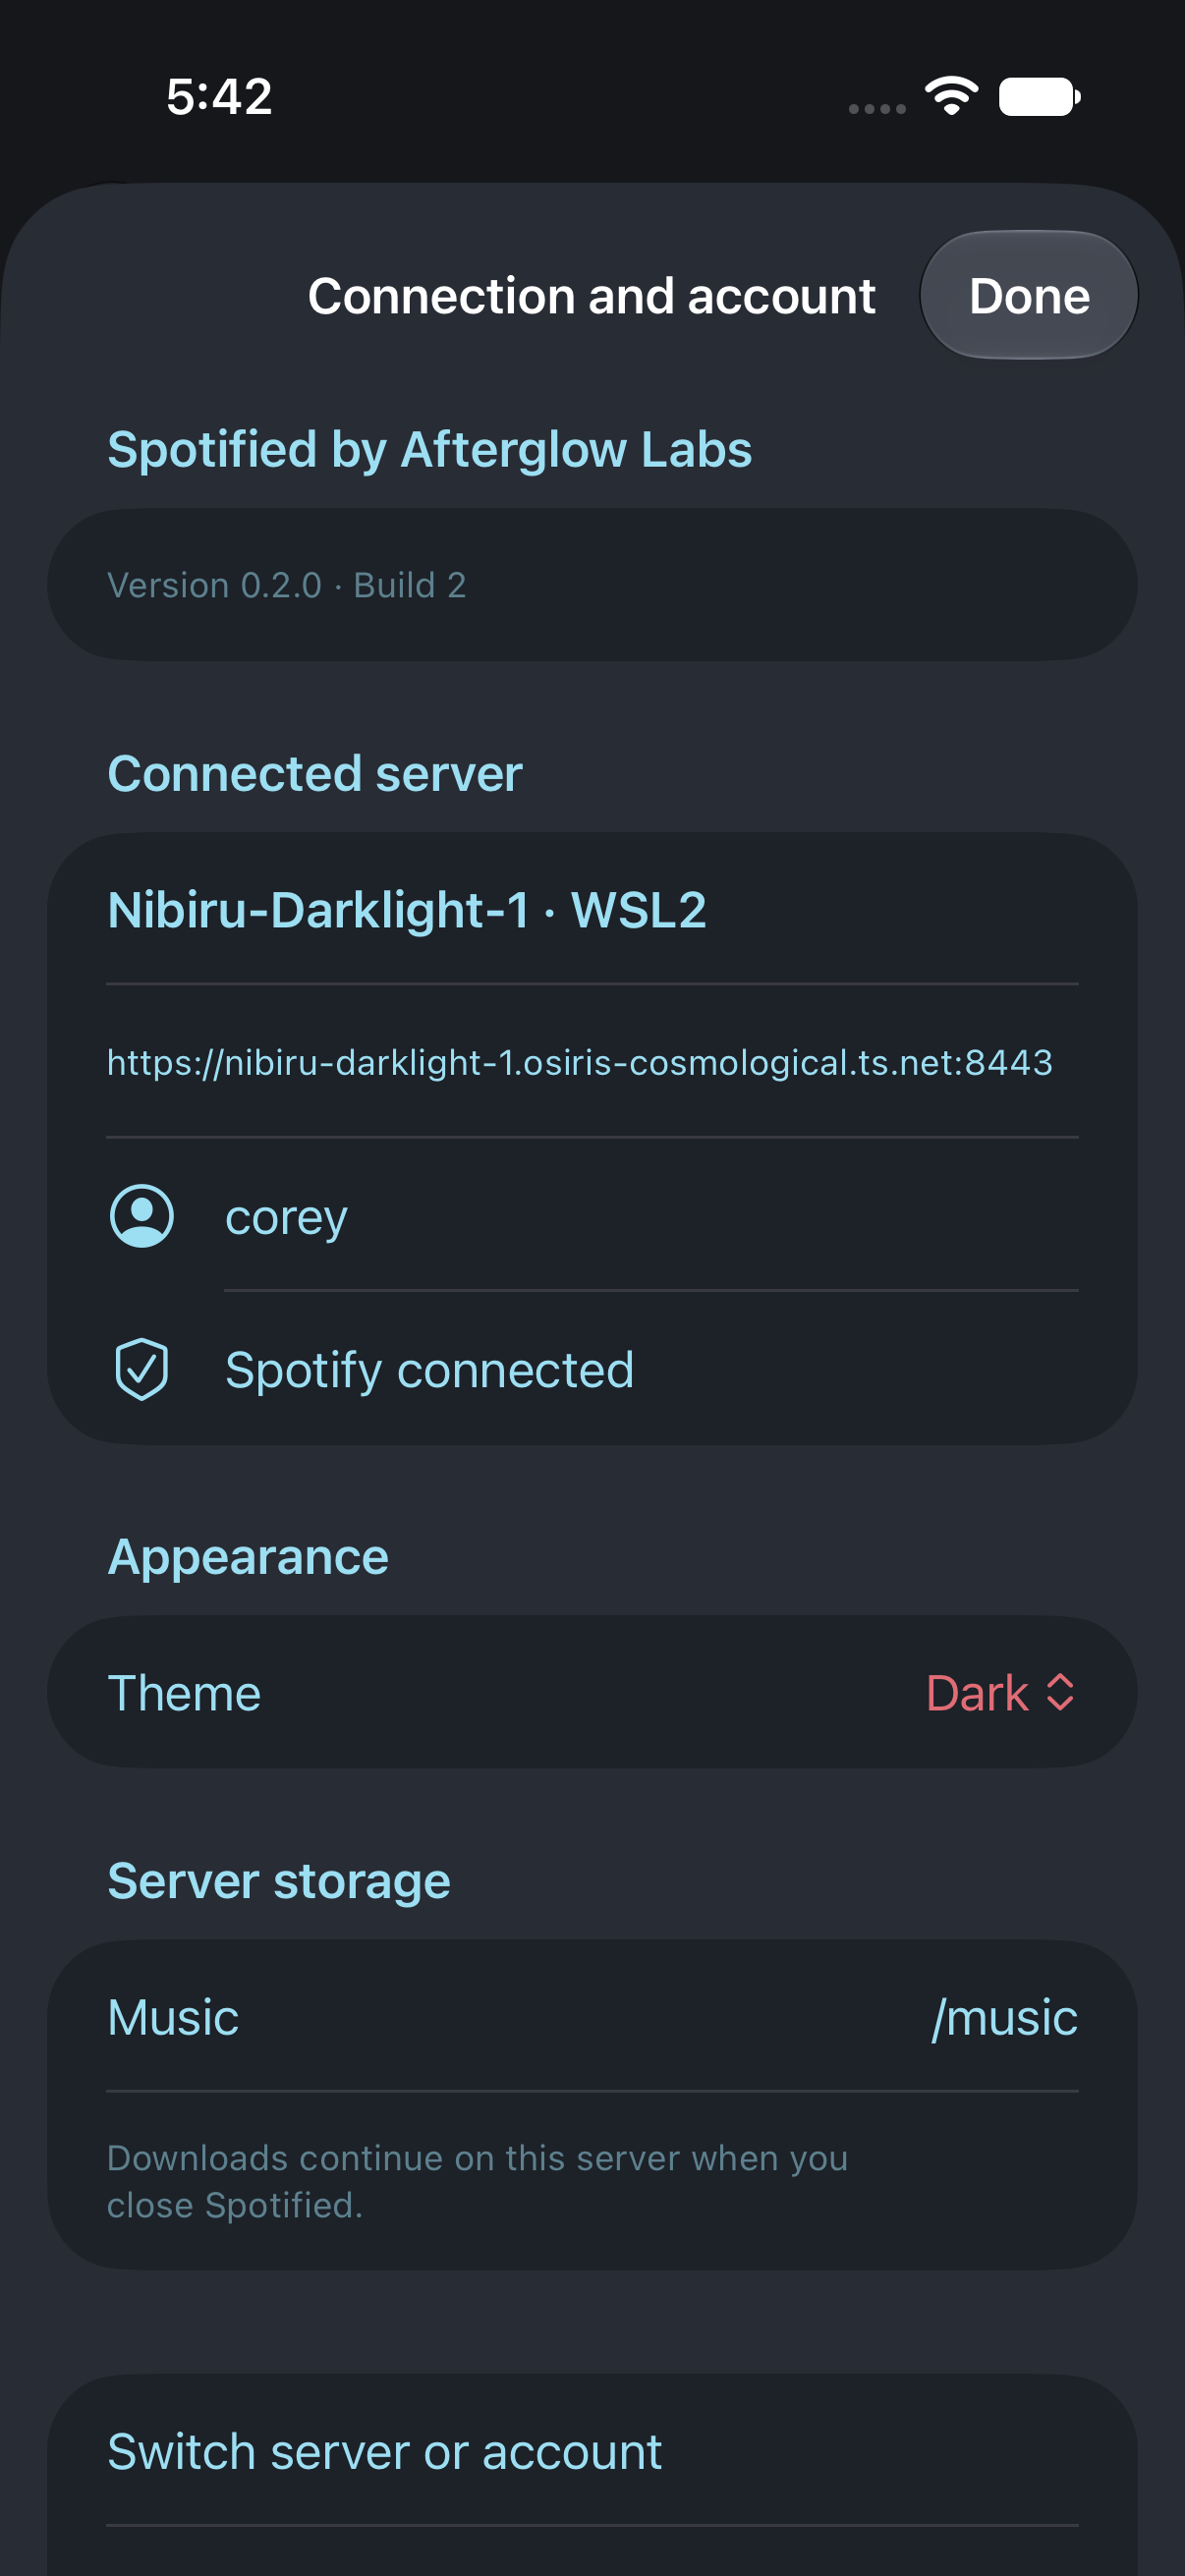 5:42
Connection and account
Done
Spotified by Afterglow Labs
Version 0.2.0 · Build 2
Connected server
Nibiru-Darklight-1 · WSL2
https://nibiru-darklight-1.osiris-cosmological.ts.net:8443
corey
Spotify connected
Appearance
Theme
Dark
Server storage
Music
/music
Downloads continue on this server when you
close Spotified.
Switch server or account